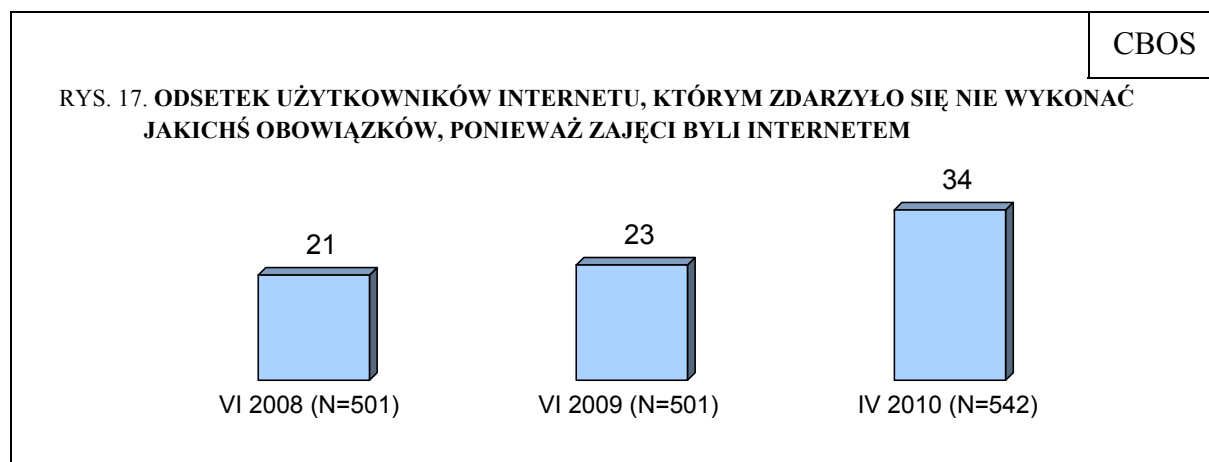 CBOS
RYS. 17. ODSETEK UŻYTKOWNIKÓW INTERNETU, KTÓRYM ZDARZYŁO SIĘ NIE WYKONAĆ
JAKICHŚ OBOWIĄZKÓW, PONIEWAŻ ZAJĘCI BYLI INTERNETEM
21
23
34
VI 2008 (N=501)
VI 2009 (N=501)
IV 2010 (N=542)